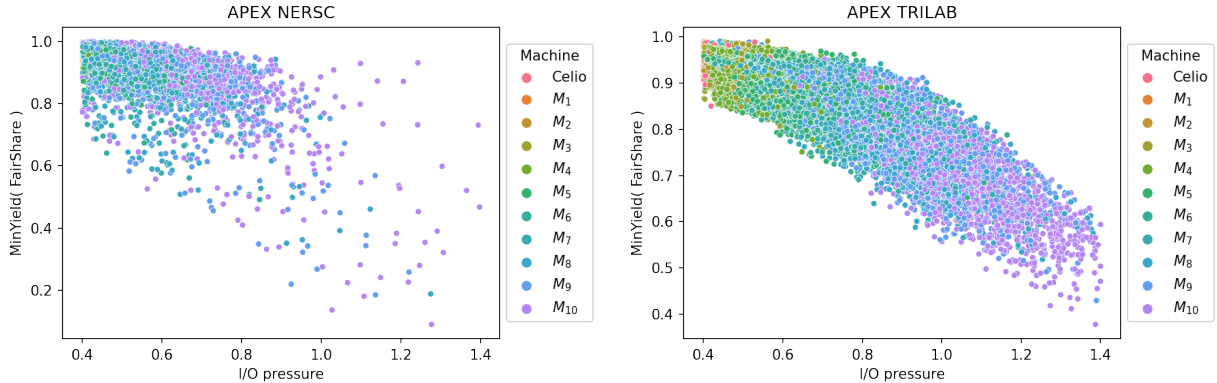 APEX NERSC
MinYield( FairShare )
1.0
0.8
0.6
0.4
0.2
0.4 0.6 0.8 1.0 1.2 1.4
I/O pressure
Machine
Celio
M1
M2
M3
M4
M5
M6
M7
M8
M9
M10
APEX TRILAB
MinYield( FairShare )
1.0
0.9
0.8
0.7
0.6
0.5
0.4
0.4 0.6 0.8 1.0 1.2 1.4
I/O pressure
Machine
Celio
M1
M2
M3
M4
M5
M6
M7
M8
M9
M10